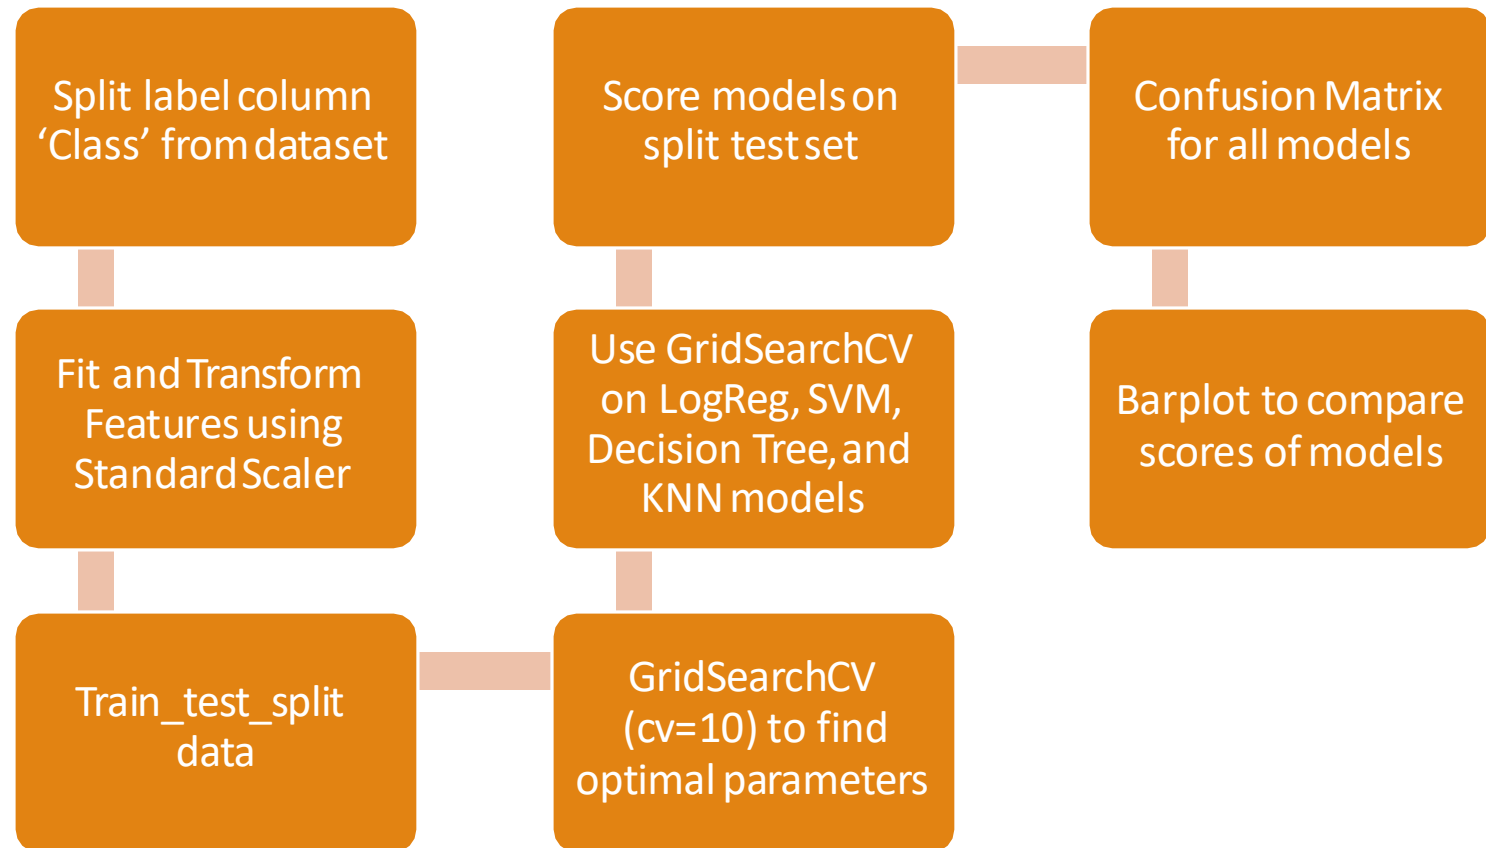 Split label column
‘Class’ from dataset
Fit and Transform
Features using
Standard Scaler
Train_test_split
data
GridSearchCV
(cv=10) to find
optimal parameters
Use GridSearchCV
on LogReg, SVM,
Decision Tree, and
KNN models
Score models on
split test set
Confusion Matrix
for all models
Barplot to compare
scores of models